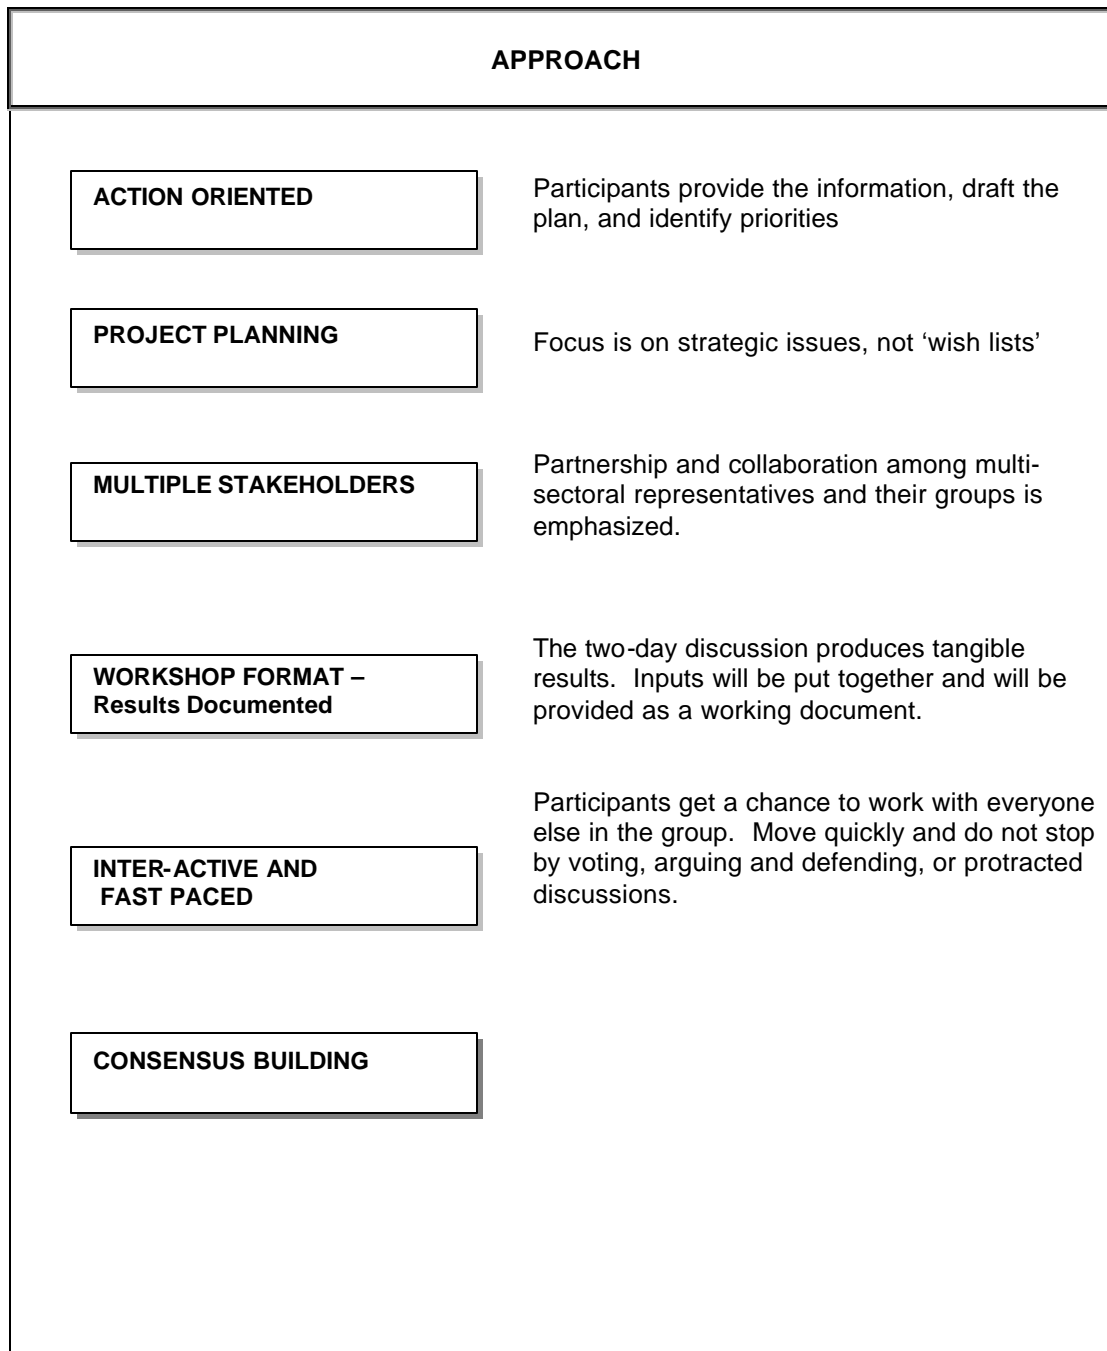 APPROACH
ACTION ORIENTED
Participants provide the information, draft the
plan, and identify priorities
PROJECT PLANNING
Focus is on strategic issues, not ‘wish lists’
MULTIPLE STAKEHOLDERS
Partnership and collaboration among multi-
sectoral representatives and their groups is
emphasized.
WORKSHOP FORMAT –
Results Documented
The two-day discussion produces tangible
results.  Inputs will be put together and will be
provided as a working document.
INTER-ACTIVE AND
FAST PACED
Participants get a chance to work with everyone
else in the group.  Move quickly and do not stop
by voting, arguing and defending, or protracted
discussions.
CONSENSUS BUILDING